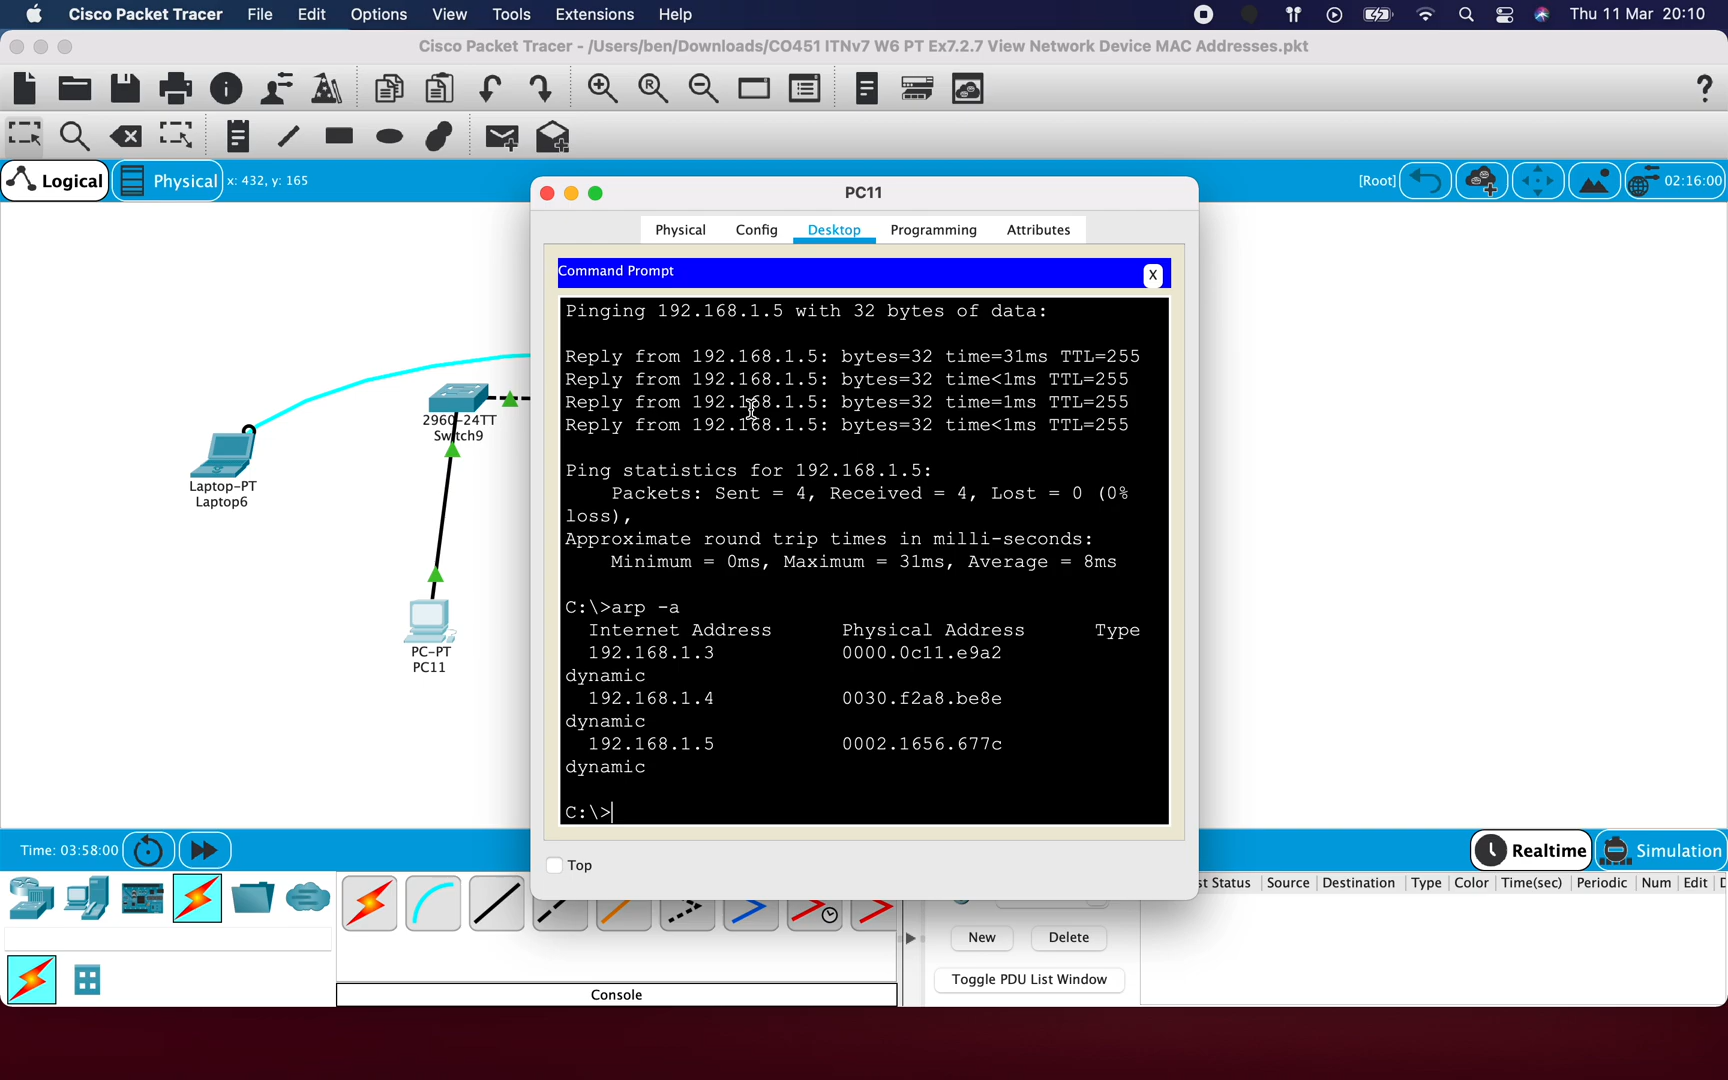 Cisco Packet Tracer File Edit Options View Tools Extensions Help Thu 11 Mar 20:10
Cisco Packet Tracer - /Users/ben/Downloads/CO451 ITNv7 W6 PT Ex7.2.7 View Network Device MAC Addresses.pkt
R
?
Logical Physical x: 432, y: 165 [Root] 02:16:00
PC11
Physical Config Desktop Programming Attributes
Command Prompt X
Pinging 192.168.1.5 with 32 bytes of data:
Reply from 192.168.1.5: bytes=32 time=31ms TTL=255
Reply from 192.168.1.5: bytes=32 time<1ms TTL=255
Reply from 192.168.1.5: bytes=32 time=1ms TTL=255
Reply from 192.168.1.5: bytes=32 time<1ms TTL=255
Ping statistics for 192.168.1.5:
Packets: Sent = 4, Received = 4, Lost = 0 (0%
loss),
Approximate round trip times in milli-seconds:
Minimum = 0ms, Maximum = 31ms, Average = 8ms
C:\>arp -a
Internet Address Physical Address Type
192.168.1.3 0000.0c11.e9a2
dynamic
192.168.1.4 0030.f2a8.be8e
dynamic
192.168.1.5 0002.1656.677c
dynamic
C:\>
Top
2960-24TT
Switch9
Laptop-PT
Laptop6
PC-PT
PC11
Time: 03:58:00 Realtime Simulation
st Status Source Destination Type Color Time(sec) Periodic Num Edit
New Delete
Toggle PDU List Window
Console